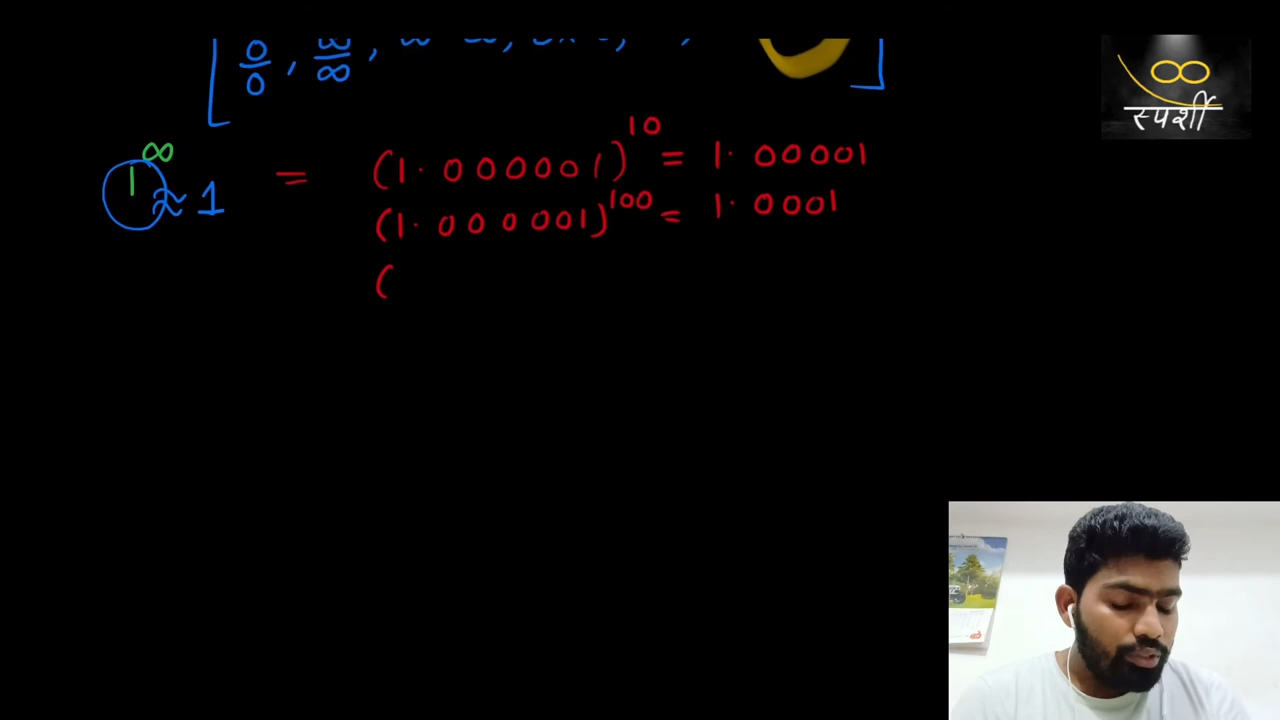 0/0, ∞/∞,
1^∞ ≈ 1 = (1.000001)^10 = 1.00001
(1.000001)^100 = 1.0001
(
∞
स्पर्शी